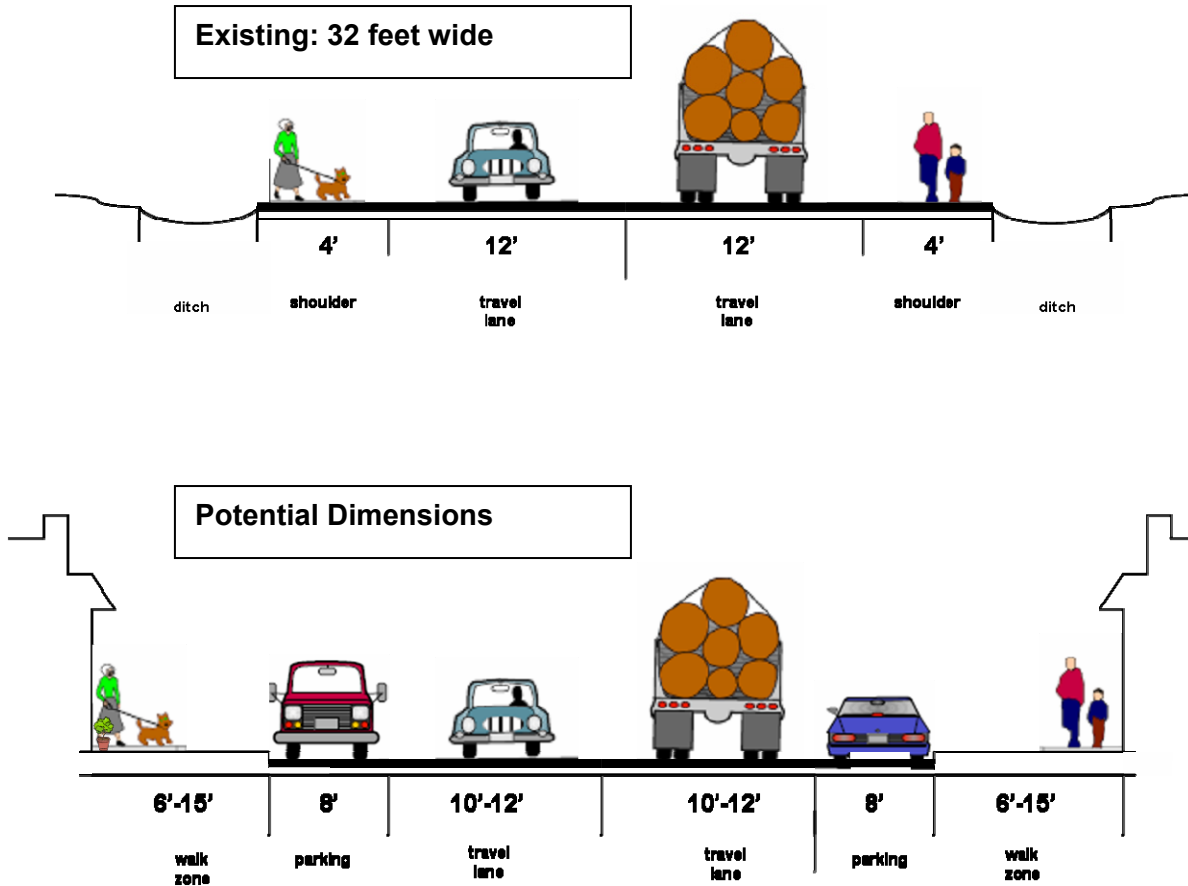 Existing: 32 feet wide
4' 12' 12' 4'
ditch shoulder travel lane travel lane shoulder ditch
Potential Dimensions
6'-15' 8' 10'-12' 10'-12' 8' 6'-15'
walk zone parking travel lane travel lane parking walk zone